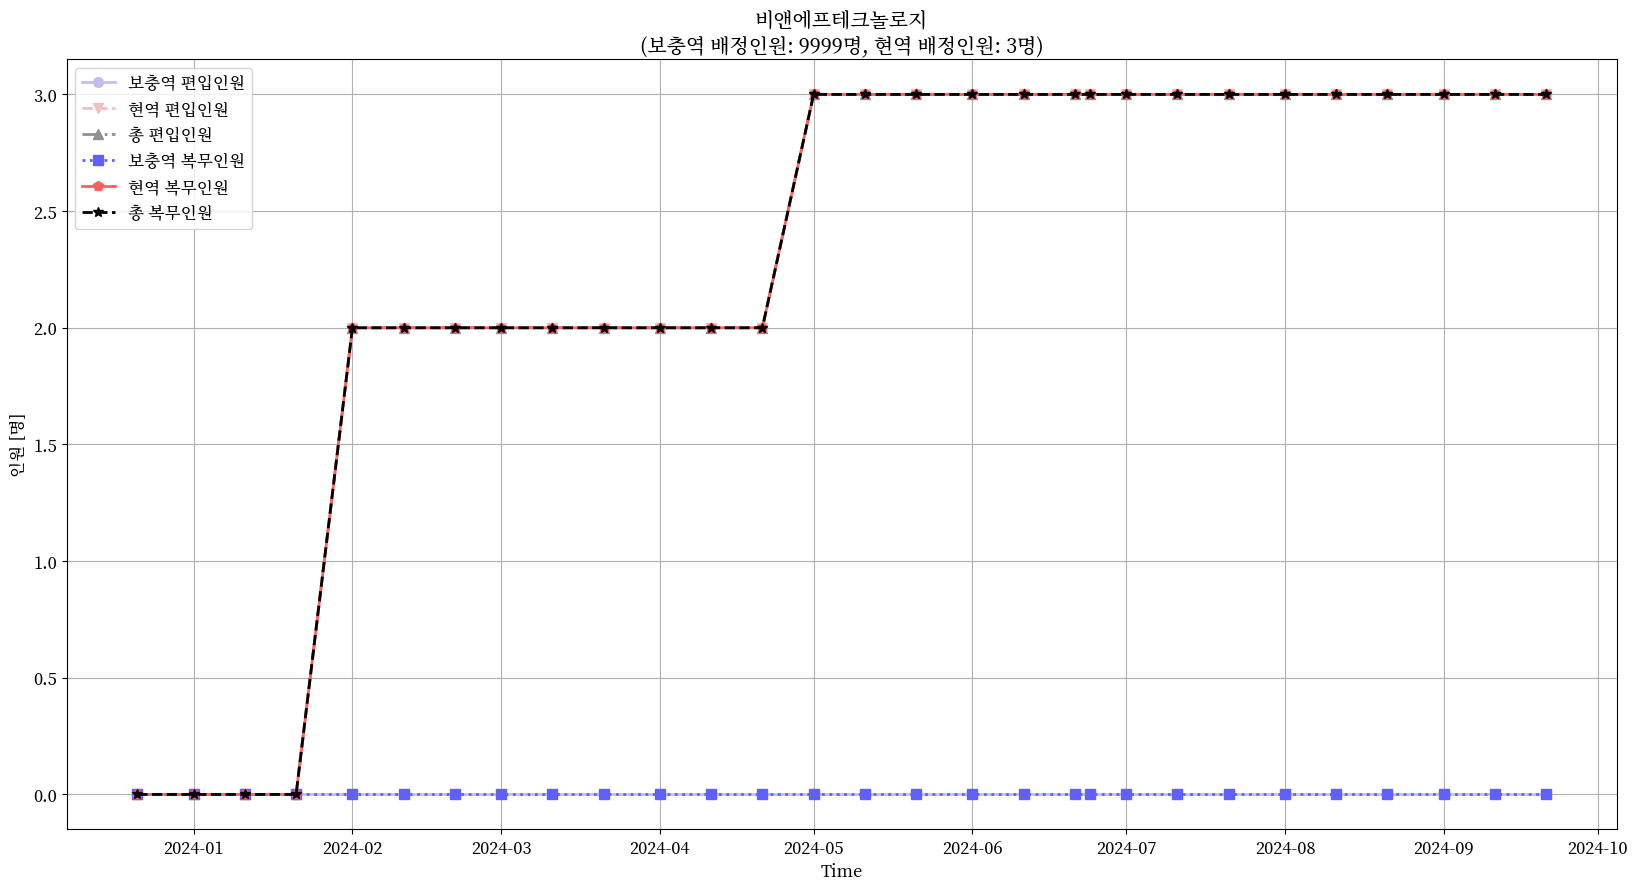 비앤에프테크놀로지
(보충역 배정인원: 9999명, 현역 배정인원: 3명)
보충역 편입인원
현역 편입인원
총 편입인원
보충역 복무인원
현역 복무인원
총 복무인원
3.0
2.5
2.0
1.5
1.0
0.5
0.0
인원 [명]
2024-01
2024-02
2024-03
2024-04
2024-05
2024-06
2024-07
2024-08
2024-09
2024-10
Time